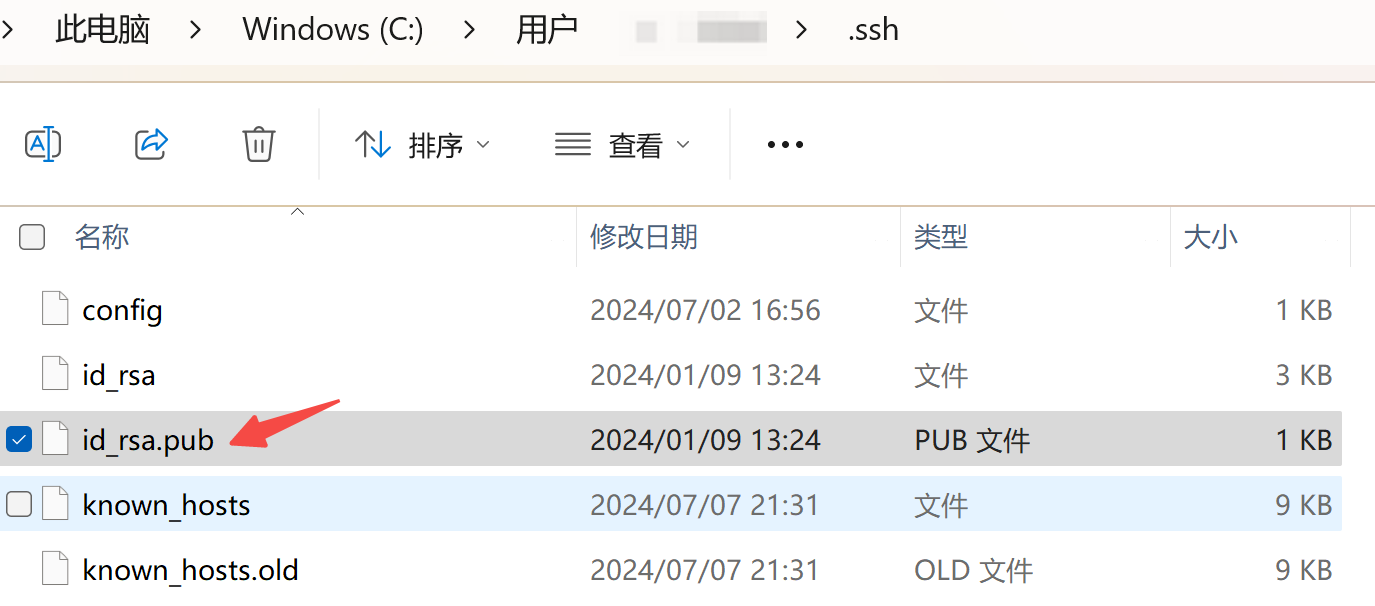 此电脑 Windows (C:) 用户 .ssh
A 排序 查看
名称 修改日期 类型 大小
config 2024/07/02 16:56 文件 1 KB
id_rsa 2024/01/09 13:24 文件 3 KB
id_rsa.pub 2024/01/09 13:24 PUB 文件 1 KB
known_hosts 2024/07/07 21:31 文件 9 KB
known_hosts.old 2024/07/07 21:31 OLD 文件 9 KB